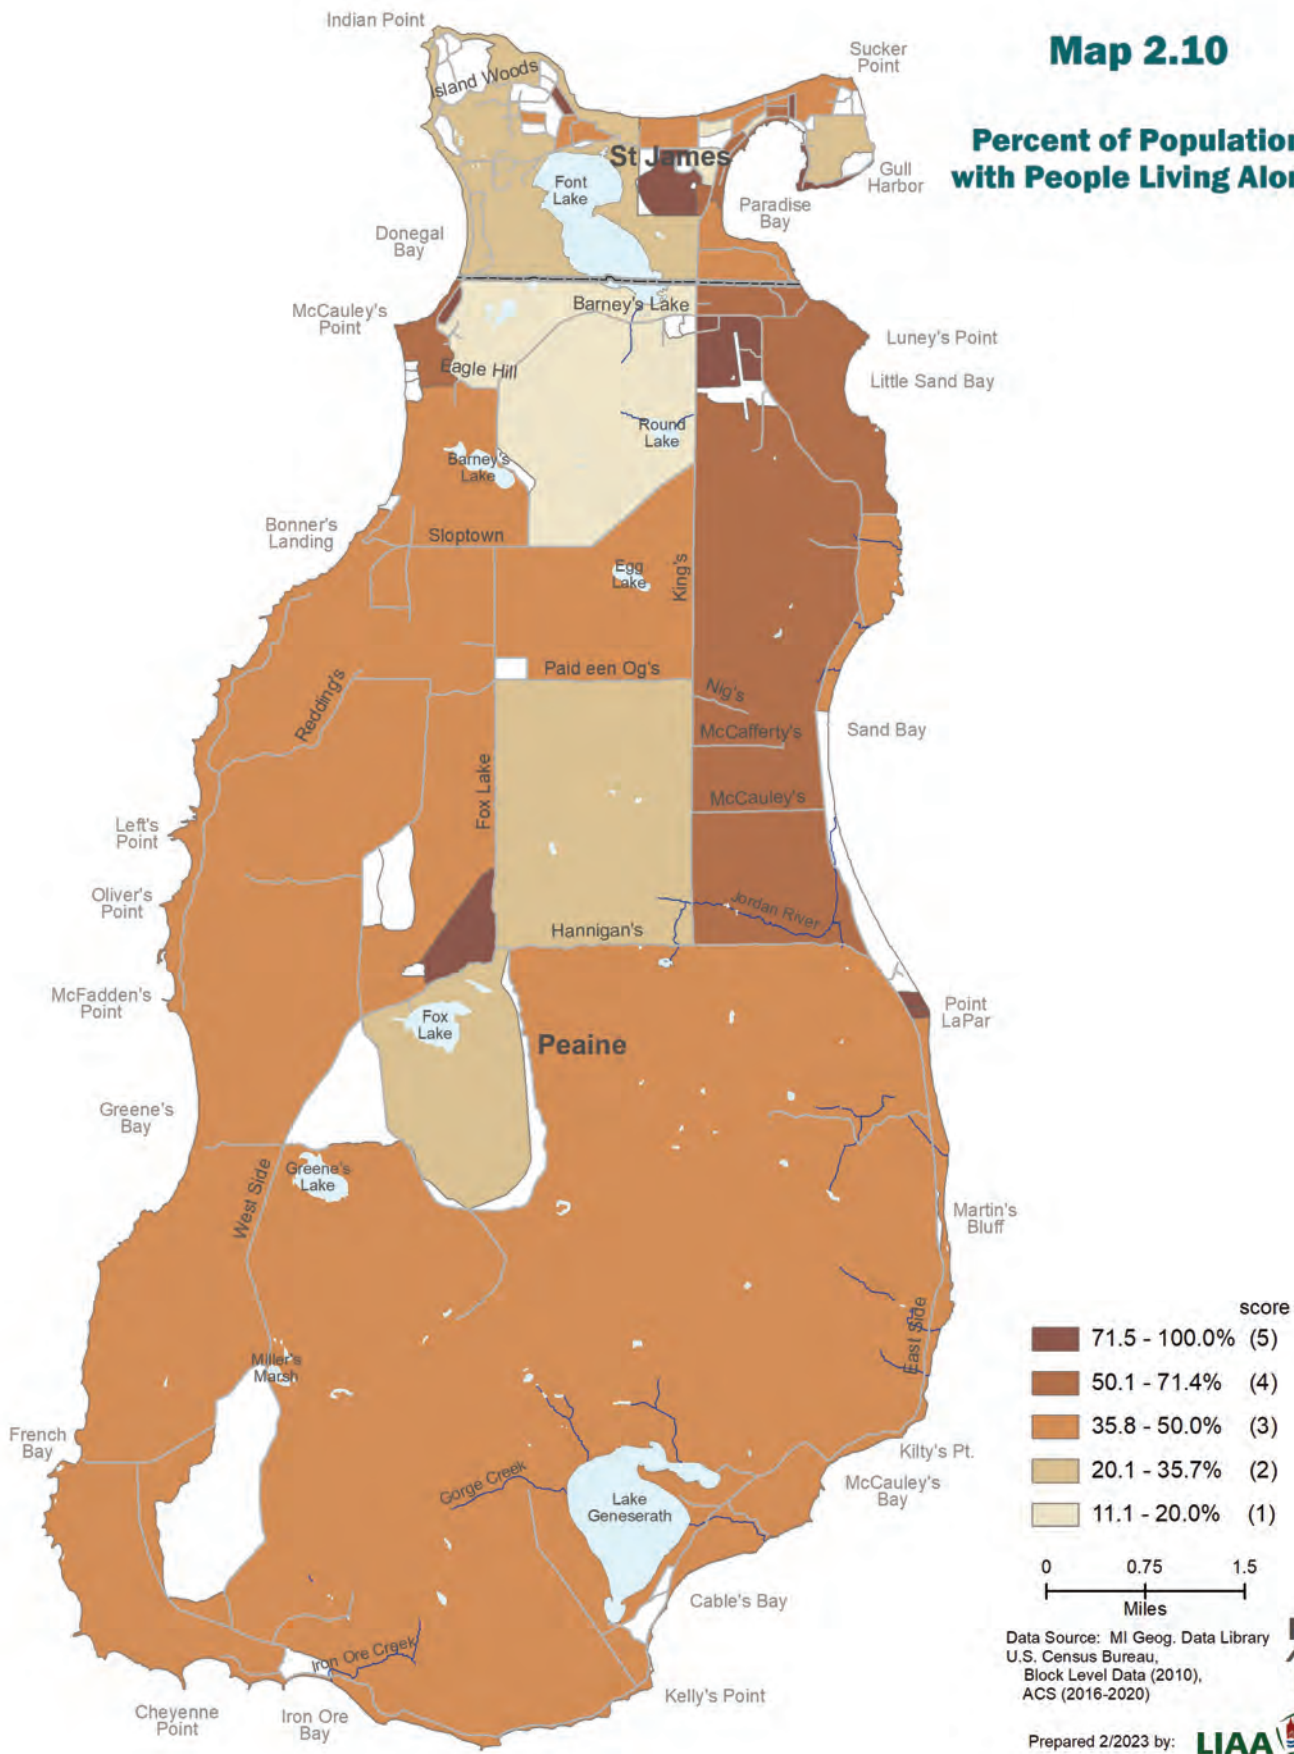 Map 2.10
Percent of Population
with People Living Alon
Indian Point
Sucker
Point
Island Woods
St James
Font
Lake
Gull
Harbor
Paradise
Bay
Donegal
Bay
McCauley's
Point
Barney's Lake
Luney's Point
Eagle Hill
Little Sand Bay
Round
Lake
Barney's
Lake
Bonner's
Landing
Sloptown
Egg
Lake
King's
Paid een Og's
Redding's
Nig's
McCafferty's
Sand Bay
Fox Lake
McCauley's
Left's
Point
Oliver's
Point
Jordan River
Hannigan's
McFadden's
Point
Point
LaPar
Fox
Lake
Peaine
Greene's
Bay
Greene's
Lake
West Side
Martin's
Bluff
East Side
Miller's
Marsh
French
Bay
Kilty's Pt.
McCauley's
Bay
Gorge Creek
Lake
Geneserath
Cable's Bay
Iron Ore Creek
Kelly's Point
Cheyenne
Point
Iron Ore
Bay
score
71.5 - 100.0% (5)
50.1 - 71.4% (4)
35.8 - 50.0% (3)
20.1 - 35.7% (2)
11.1 - 20.0% (1)
0 0.75 1.5
Miles
Data Source: MI Geog. Data Library
U.S. Census Bureau,
Block Level Data (2010),
ACS (2016-2020)
Prepared 2/2023 by: LIAA